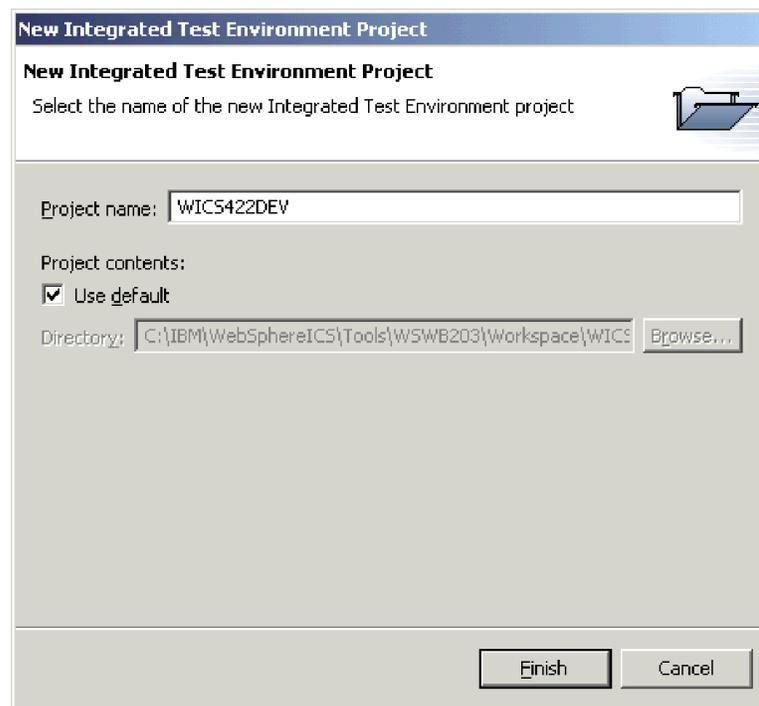 New Integrated Test Environment Project
New Integrated Test Environment Project
Select the name of the new Integrated Test Environment project
Project name: WICS422DEV
Project contents:
Use default
Directory: C:\IBM\WebSphereICS\Tools\WSWB203\Workspace\WICS Browse...
Finish Cancel